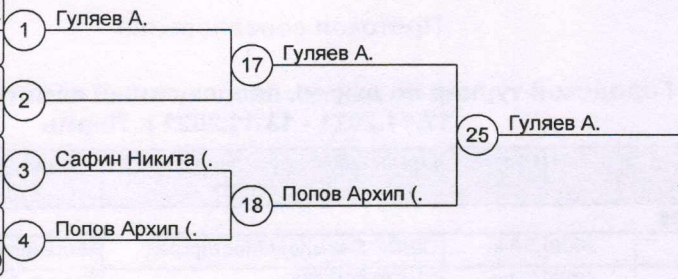 1 Гуляев А.
17 Гуляев А.
2
25 Гуляев А.
3 Сафин Никита (.
18 Попов Архип (.
4 Попов Архип (.